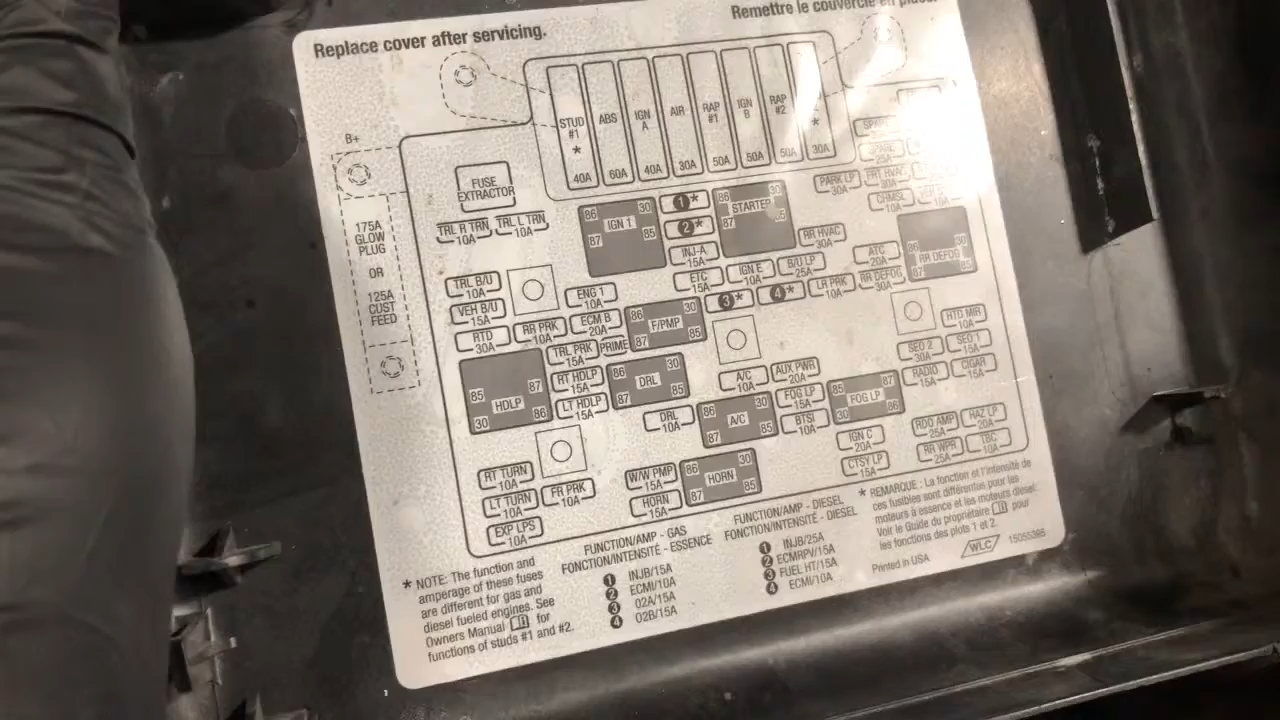 Replace cover after servicing.
Remettre le couvercle en place.
B+
STUD #1 * 40A
ABS 60A
IGN A 40A
AIR 30A
RAP #1 50A
IGN B 50A
RAP #2 50A
* 30A
175A
GLOW
PLUG
OR
125A
CUST
FEED
FUSE
EXTRACTOR
TRL R TRN 10A
TRL L TRN 10A
86 30
IGN 1
87 85
1*
2*
INJ-A 15A
86 30
STARTER
87 85
PARK LP 30A
FRT HVAC 30A
CHMSL 10A
RR HVAC 30A
ATC 20A
30
RR DEFOG
87 85
TRL B/U 10A
VEH B/U 15A
RTD 30A
RR PRK 10A
ENG 1 10A
ECM B 20A
ETC 15A
IGN E 10A
B/U LP 25A
3*
4*
LR PRK 10A
RR DEFOG 30A
86 30
F/PMP
87 85
TRL PRK 15A
PRIME
HTD MIR 10A
SEO 2 30A
SEO 1 15A
RADIO 15A
CIGAR 15A
85 87
HDLP
30 86
RT HDLP 15A
LT HDLP 15A
30
DRL
87 85
A/C 10A
AUX PWR 20A
FOG LP 15A
BTSI 10A
85 87
FOG LP
30 86
DRL 10A
86 30
A/C
87 85
IGN C 20A
CTSY LP 15A
RDO AMP 25A
HAZ LP 20A
RR WPR 25A
TBC 10A
RT TURN 10A
LT TURN 10A
EXP LPS 10A
FR PRK 10A
W/W PMP 15A
HORN 15A
86 30
HORN
87 85
* NOTE: The function and
amperage of these fuses
are different for gas and
diesel fueled engines. See
Owners Manual for
functions of studs #1 and #2.
FUNCTION/AMP - GAS
FONCTION/INTENSITÉ - ESSENCE
1 INJB/15A
2 ECMI/10A
3 O2A/15A
4 O2B/15A
FUNCTION/AMP - DIESEL
FONCTION/INTENSITÉ - DIESEL
1 INJB/25A
2 ECMRPV/15A
3 FUEL HT/15A
4 ECMI/10A
* REMARQUE : La fonction et l'intensité de
ces fusibles sont différentes pour les
moteurs à essence et les moteurs diesel.
Voir le Guide du propriétaire pour
les fonctions des plots 1 et 2.
Printed in USA
WLC
15055398